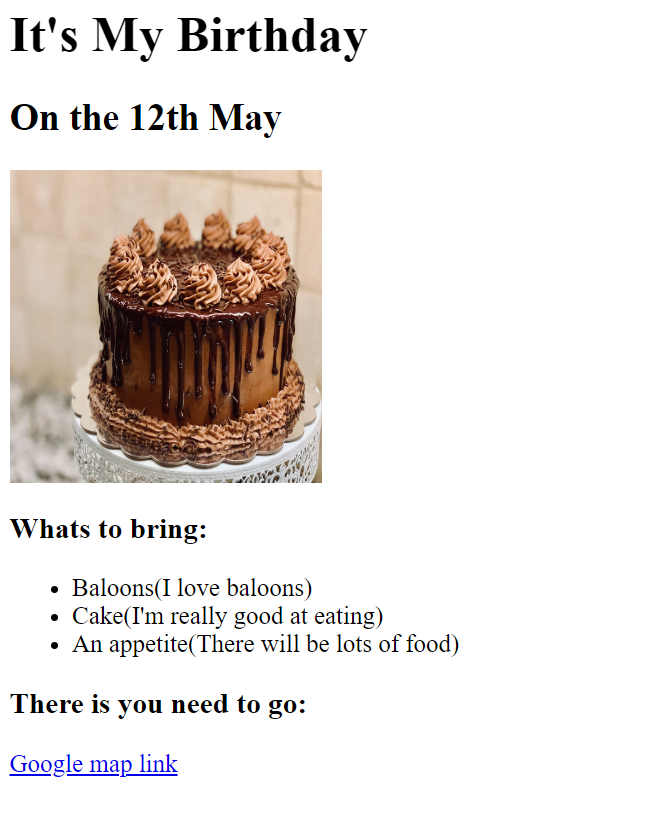 It's My Birthday
On the 12th May
Whats to bring:
Baloons(I love baloons)
Cake(I'm really good at eating)
An appetite(There will be lots of food)
There is you need to go:
Google map link